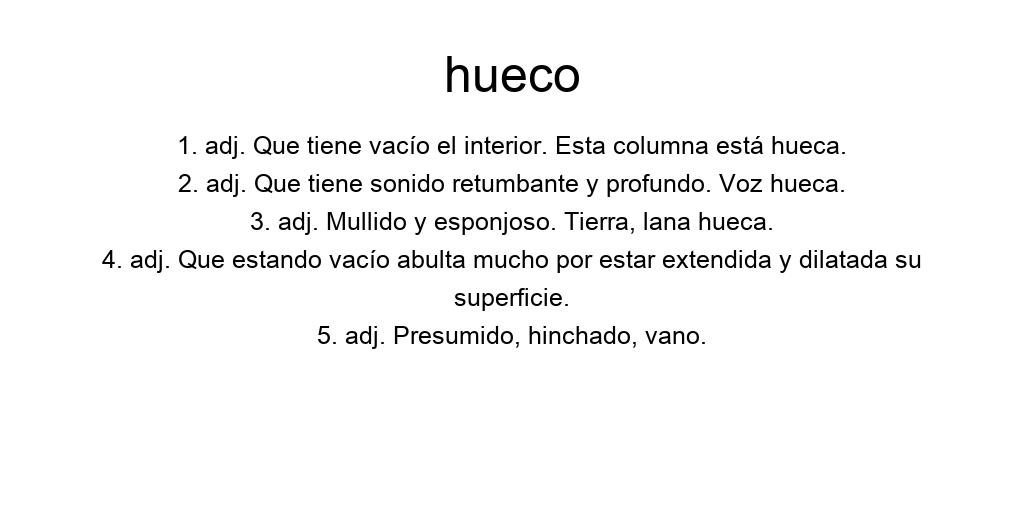 hueco
1. adj. Que tiene vacío el interior. Esta columna está hueca.
2. adj. Que tiene sonido retumbante y profundo. Voz hueca.
3. adj. Mullido y esponjoso. Tierra, lana hueca.
4. adj. Que estando vacío abulta mucho por estar extendida y dilatada su
superficie.
5. adj. Presumido, hinchado, vano.